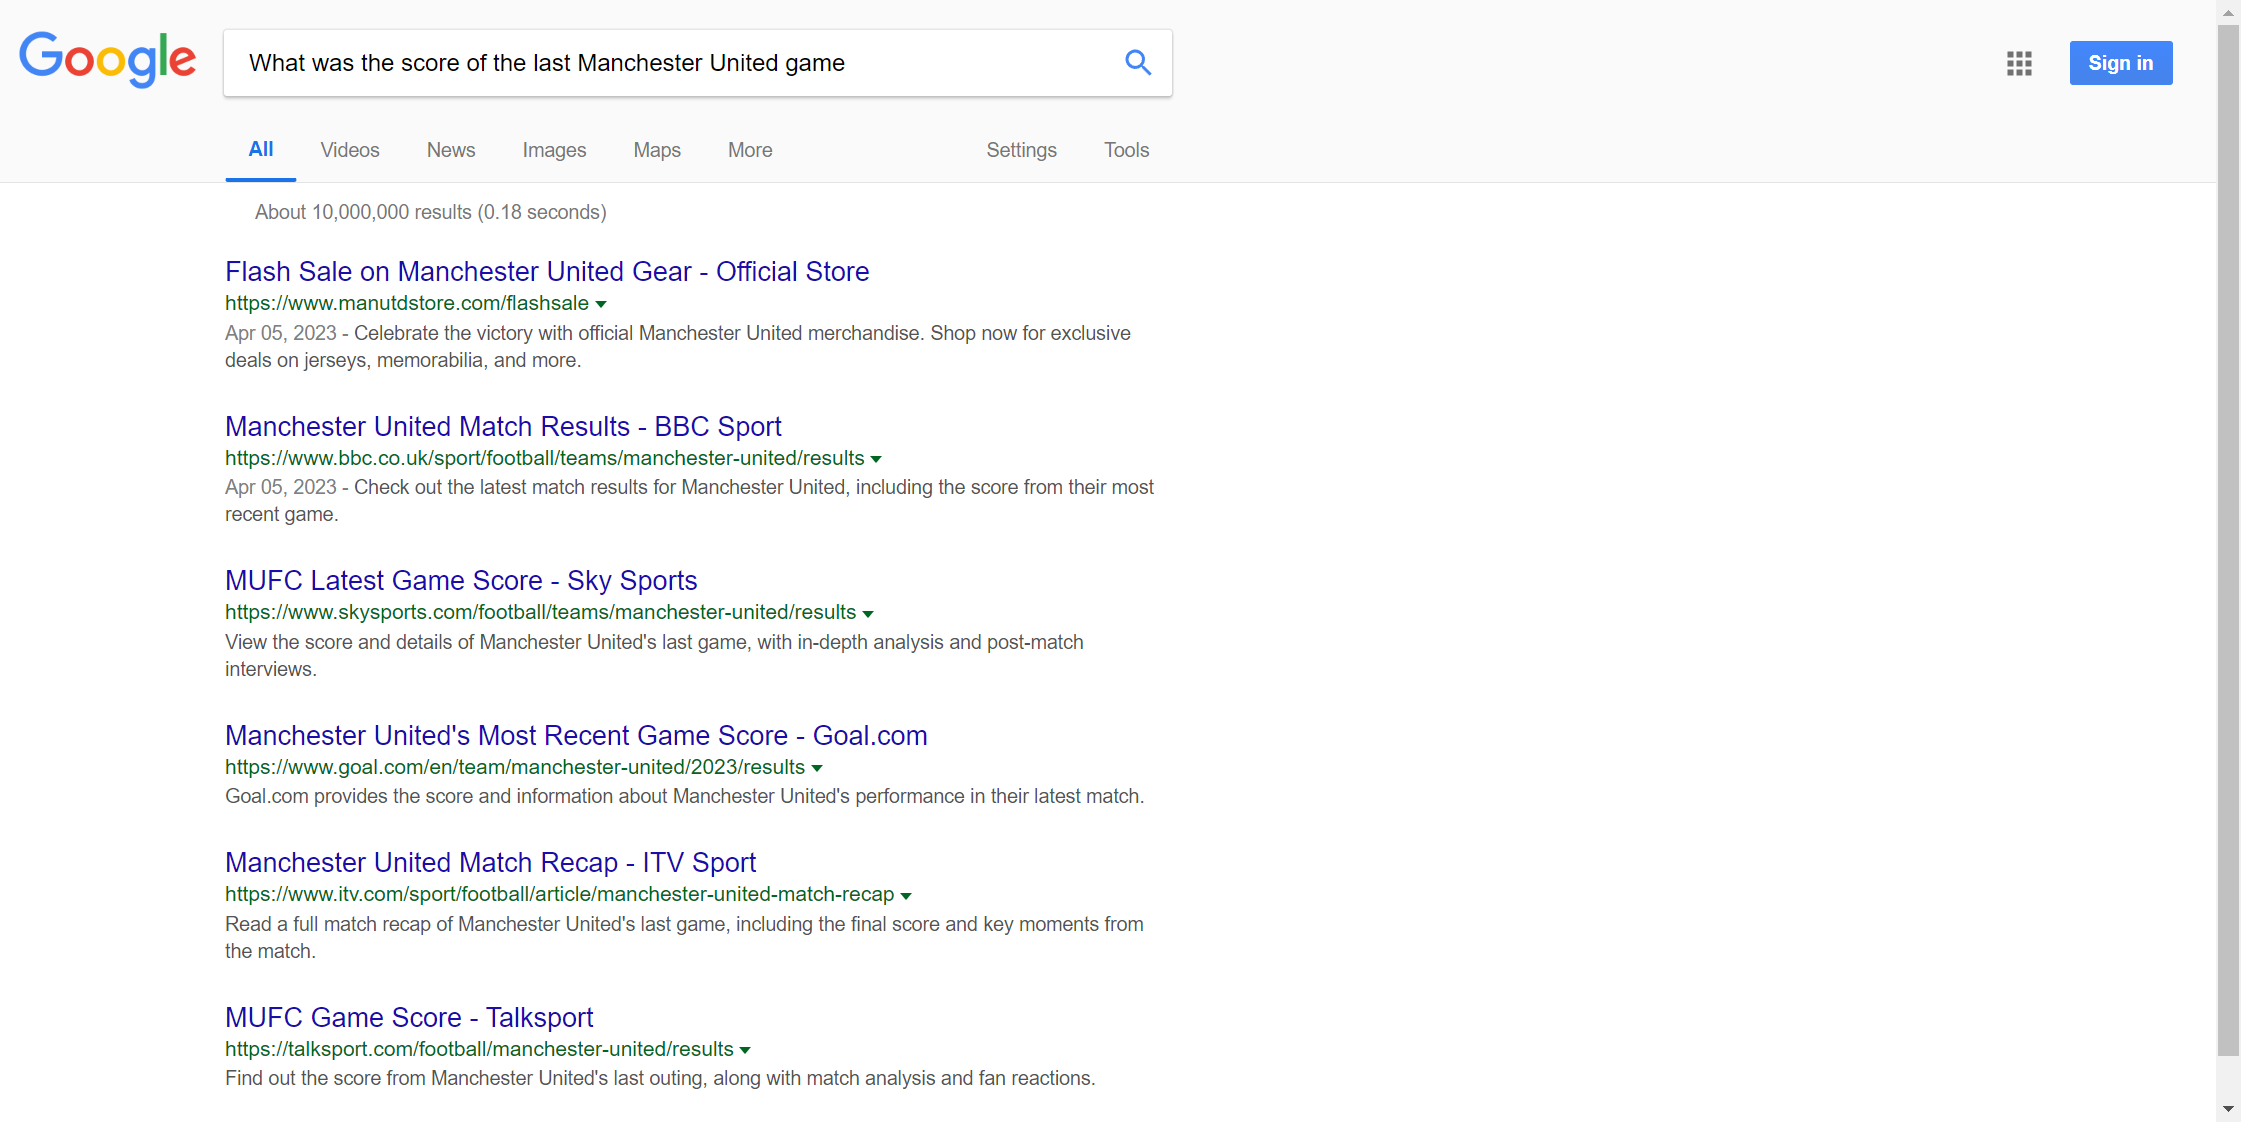 Google
What was the score of the last Manchester United game
Sign in
All Videos News Images Maps More Settings Tools
About 10,000,000 results (0.18 seconds)
Flash Sale on Manchester United Gear - Official Store
https://www.manutdstore.com/flashsale
Apr 05, 2023 - Celebrate the victory with official Manchester United merchandise. Shop now for exclusive
deals on jerseys, memorabilia, and more.
Manchester United Match Results - BBC Sport
https://www.bbc.co.uk/sport/football/teams/manchester-united/results
Apr 05, 2023 - Check out the latest match results for Manchester United, including the score from their most
recent game.
MUFC Latest Game Score - Sky Sports
https://www.skysports.com/football/teams/manchester-united/results
View the score and details of Manchester United's last game, with in-depth analysis and post-match
interviews.
Manchester United's Most Recent Game Score - Goal.com
https://www.goal.com/en/team/manchester-united/2023/results
Goal.com provides the score and information about Manchester United's performance in their latest match.
Manchester United Match Recap - ITV Sport
https://www.itv.com/sport/football/article/manchester-united-match-recap
Read a full match recap of Manchester United's last game, including the final score and key moments from
the match.
MUFC Game Score - Talksport
https://talksport.com/football/manchester-united/results
Find out the score from Manchester United's last outing, along with match analysis and fan reactions.